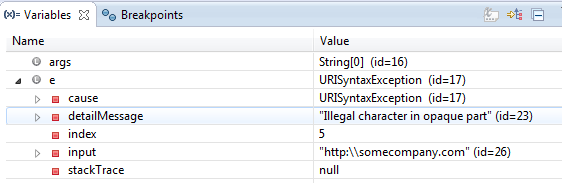 (x)= Variables Breakpoints
Name Value
args String[0] (id=16)
e URISyntaxException (id=17)
cause URISyntaxException (id=17)
detailMessage "Illegal character in opaque part" (id=23)
index 5
input "http:\\somecompany.com" (id=26)
stackTrace null